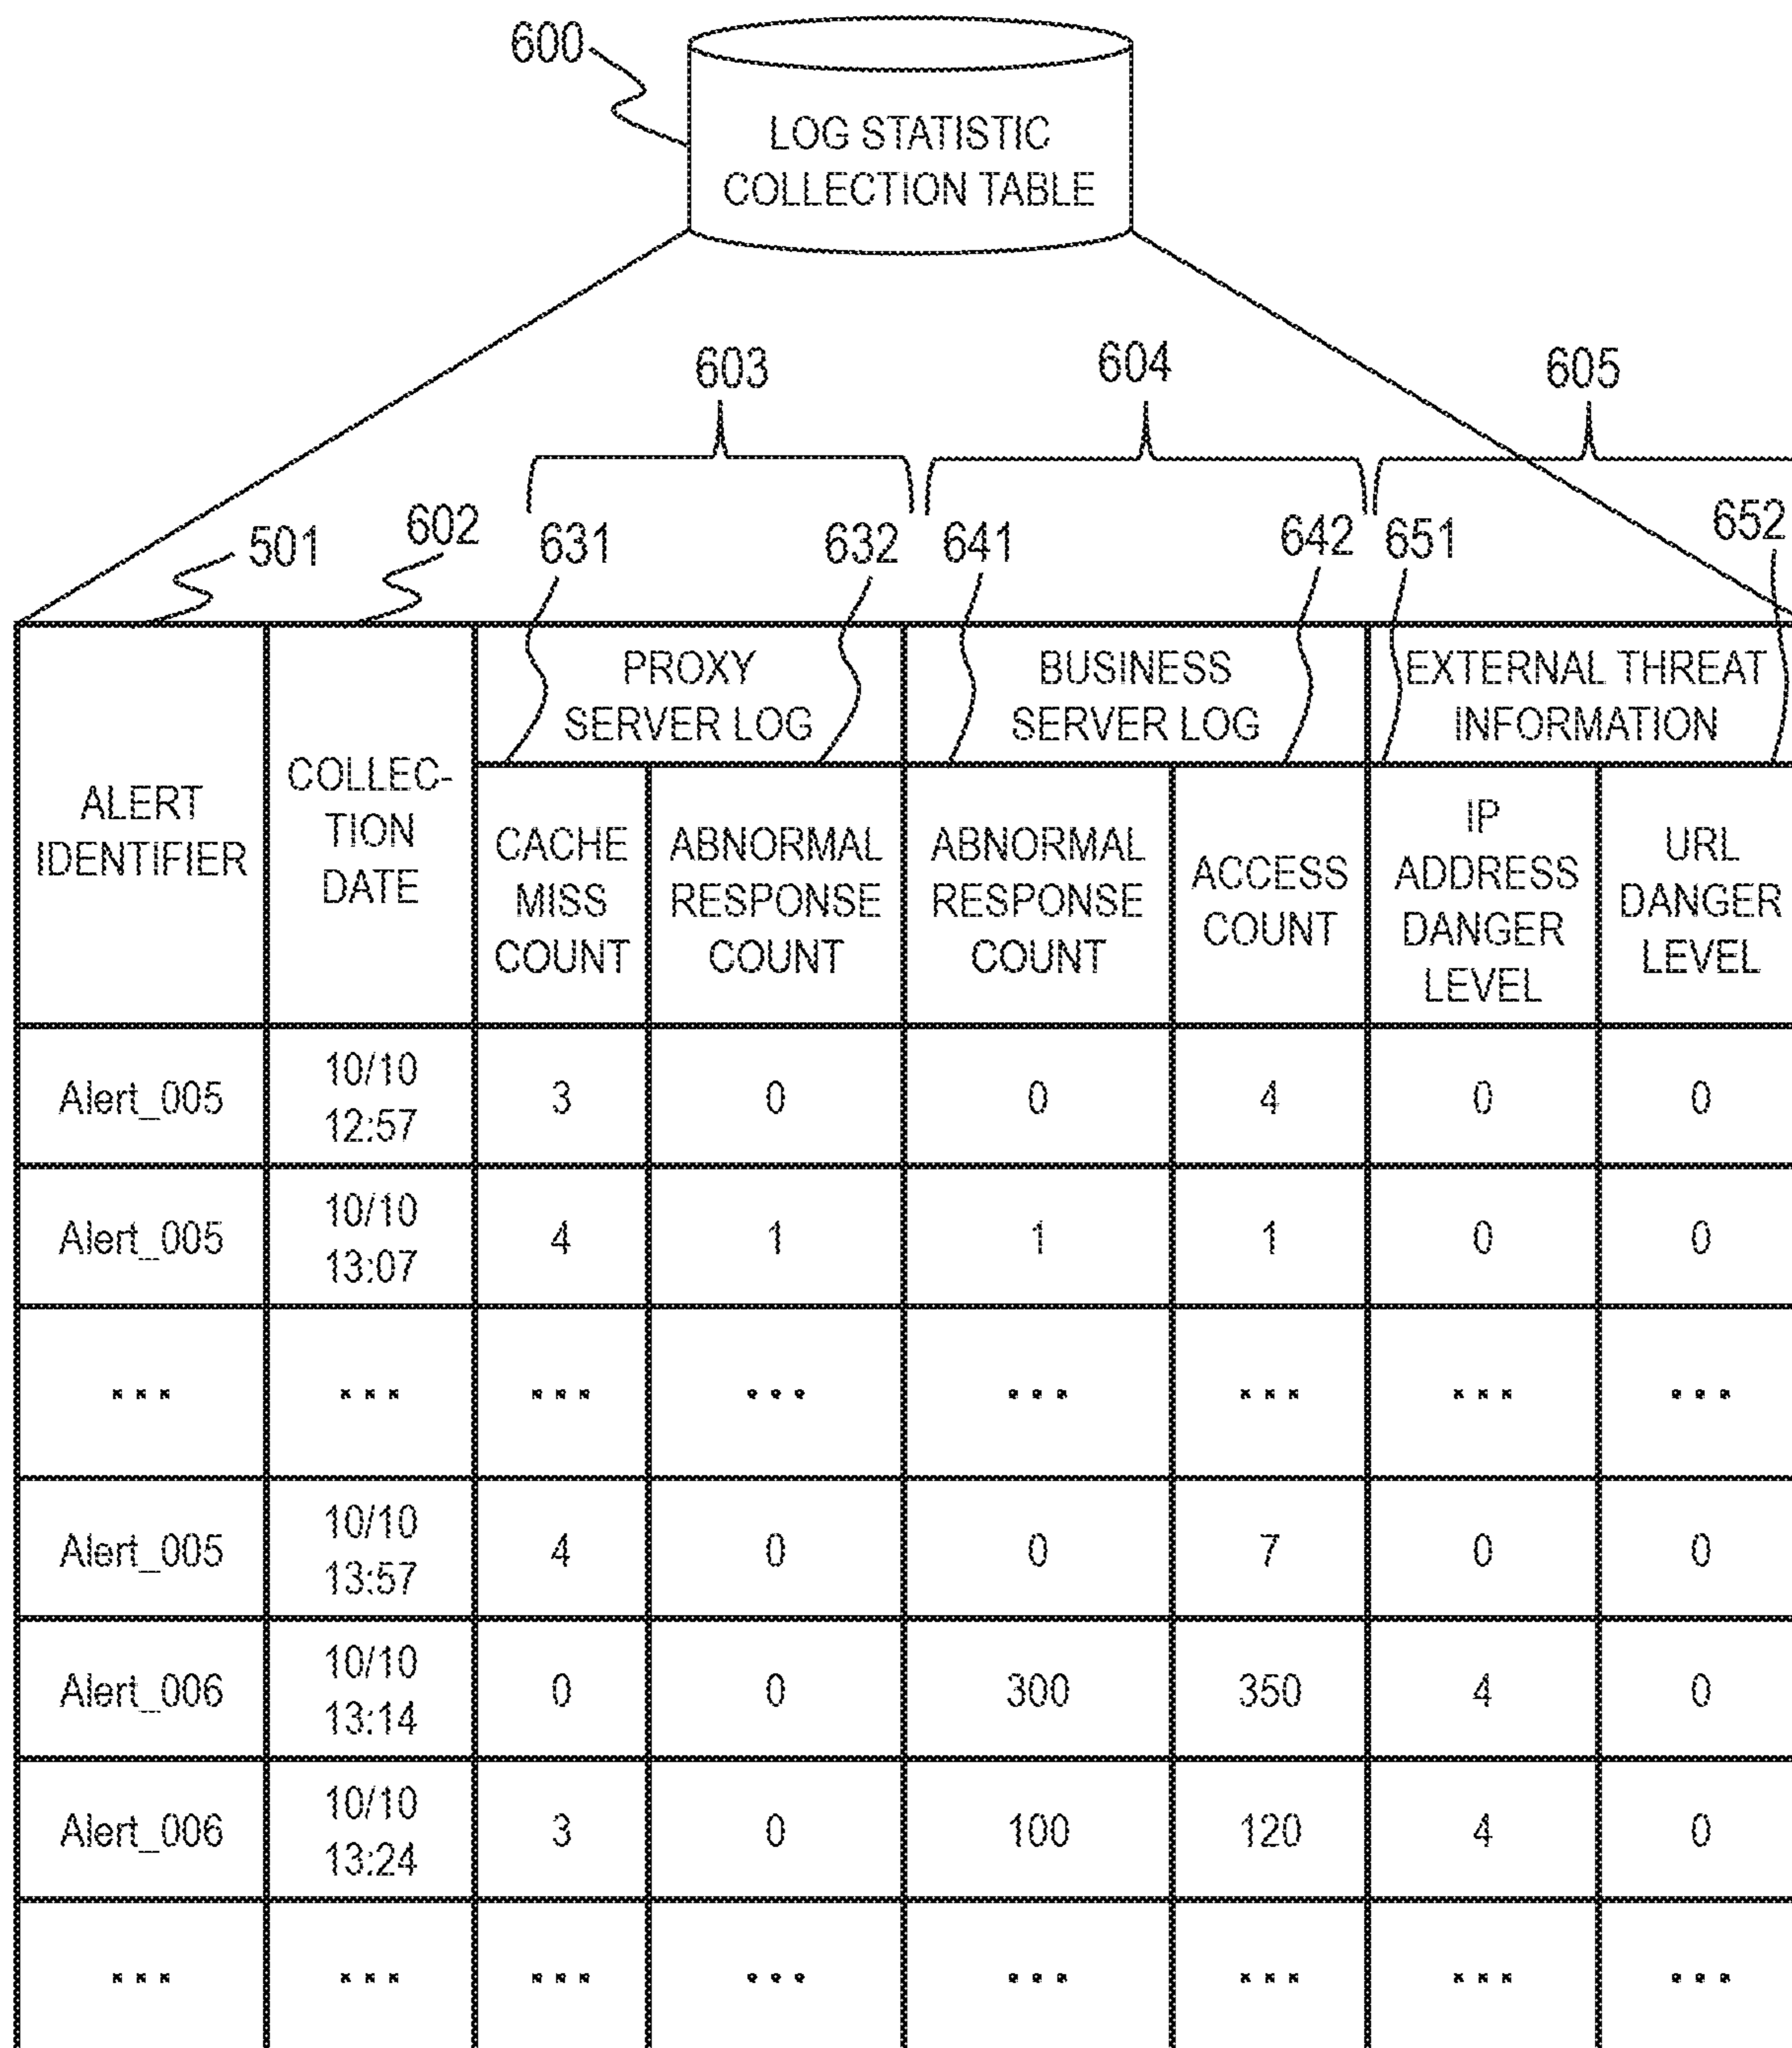 600
LOG STATISTIC
COLLECTION TABLE
603
604
605
501
602
631
632
641
642
651
652
ALERT
IDENTIFIER
COLLEC-
TION
DATE
PROXY
SERVER LOG
BUSINESS
SERVER LOG
EXTERNAL THREAT
INFORMATION
CACHE
MISS
COUNT
ABNORMAL
RESPONSE
COUNT
ABNORMAL
RESPONSE
COUNT
ACCESS
COUNT
IP
ADDRESS
DANGER
LEVEL
URL
DANGER
LEVEL
Alert_005
10/10
12:57
3
0
0
4
0
0
Alert_005
10/10
13:07
4
1
1
1
0
0
... ... ... ... ... ... ... ...
Alert_005
10/10
13:57
4
0
0
7
0
0
Alert_006
10/10
13:14
0
0
300
350
4
0
Alert_006
10/10
13:24
3
0
100
120
4
0
... ... ... ... ... ... ... ...